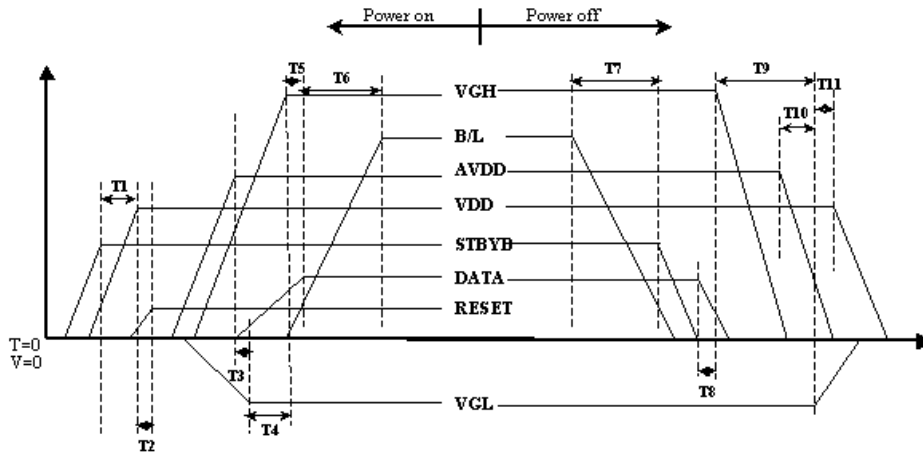 Power on
Power off
T5
T6
T7
T9
T11
VGH
T10
B/L
AVDD
T1
VDD
STBYB
DATA
RESET
T=0
V=0
T3
T8
VGL
T4
T2